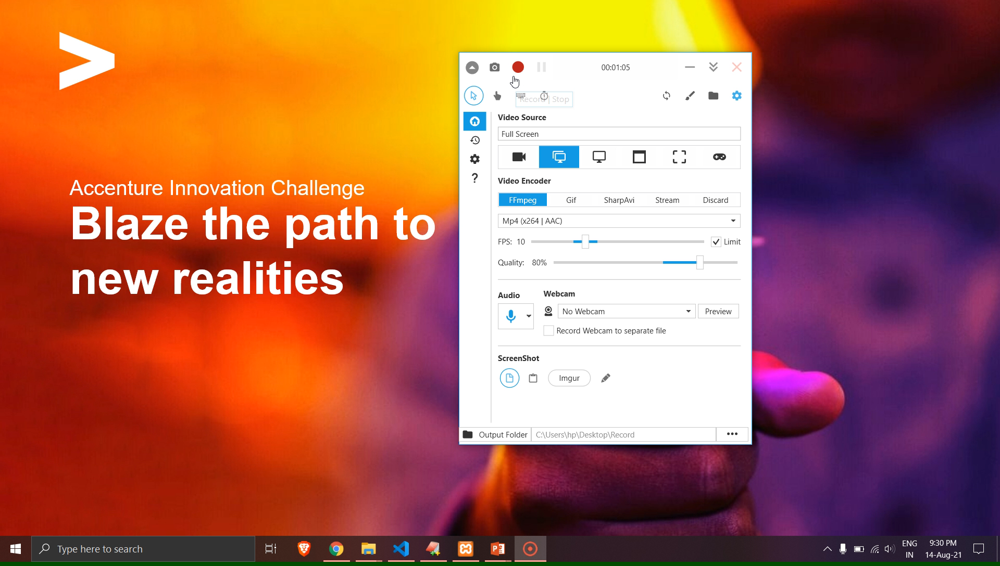 >
Accenture Innovation Challenge
Blaze the path to
new realities
00:01:05
Record | Stop
Video Source
Full Screen
Video Encoder
FFmpeg Gif SharpAvi Stream Discard
Mp4 (x264 | AAC)
FPS: 10 Limit
Quality: 80%
Audio Webcam
No Webcam Preview
Record Webcam to separate file
ScreenShot
Imgur
Output Folder C:\Users\hp\Desktop\Record •••
Type here to search
ENG
IN
9:30 PM
14-Aug-21